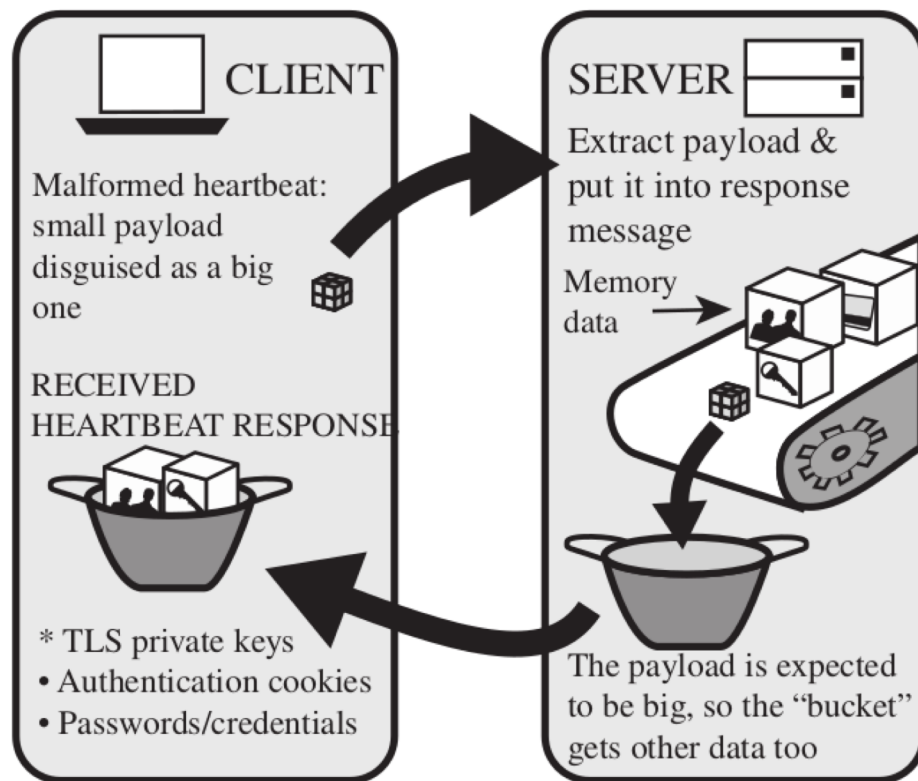 CLIENT
Malformed heartbeat:
small payload
disguised as a big
one
RECEIVED
HEARTBEAT RESPONSE
* TLS private keys
• Authentication cookies
• Passwords/credentials
SERVER
Extract payload &
put it into response
message
Memory
data
The payload is expected
to be big, so the “bucket”
gets other data too